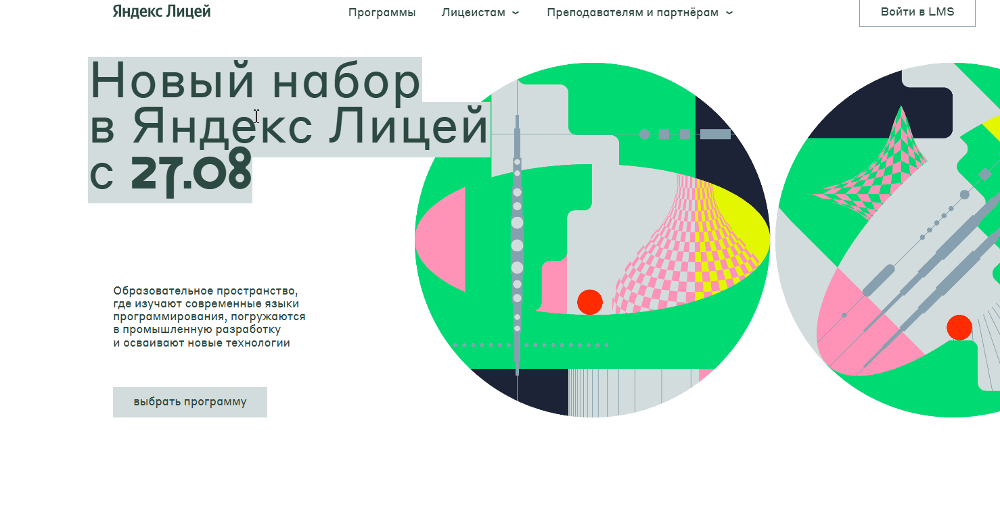 Яндекс Лицей
Программы
Лицеистам
Преподавателям и партнёрам
Войти в LMS
Новый набор
в Яндекс Лицей
с 27.08
Образовательное пространство,
где изучают современные языки
программирования, погружаются
в промышленную разработку
и осваивают новые технологии
выбрать программу